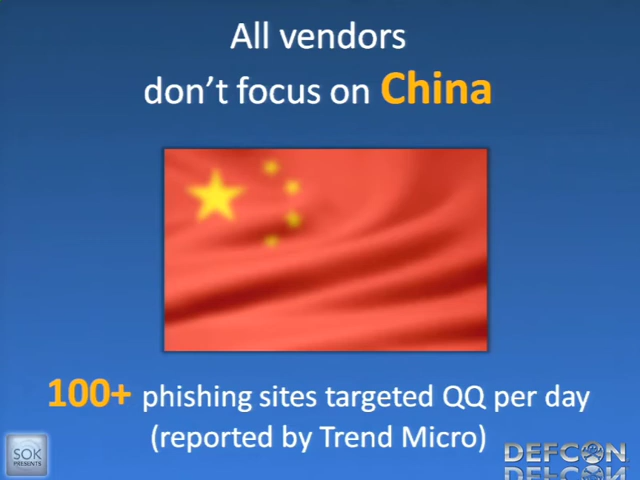 All vendors
don't focus on China
100+ phishing sites targeted QQ per day
(reported by Trend Micro)
SOK
PRESENTS
DEFCON